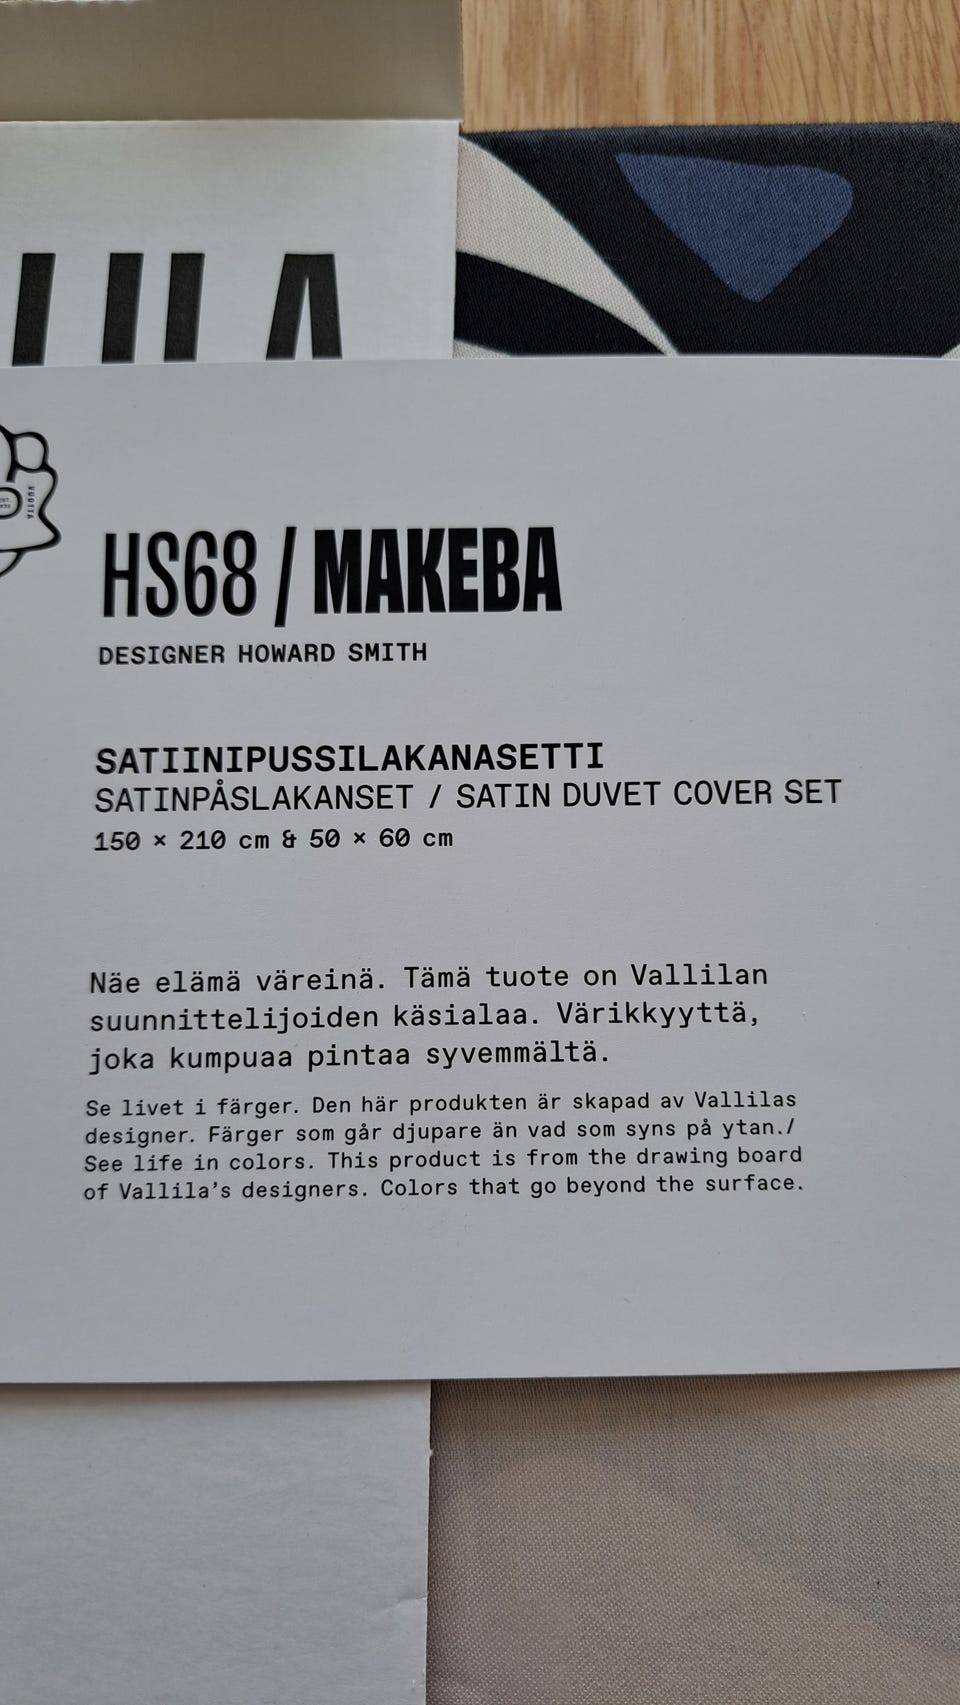 LILA
HS68 / MAKEBA
DESIGNER HOWARD SMITH
SATIINIPUSSILAKANASETTI
SATINPÅSLAKANSET / SATIN DUVET COVER SET
150 × 210 cm & 50 × 60 cm
Näe elämä väreinä. Tämä tuote on Vallilan
suunnittelijoiden käsialaa. Värikkyyttä,
joka kumpuaa pintaa syvemmältä.
Se livet i färger. Den här produkten är skapad av Vallilas
designer. Färger som går djupare än vad som syns på ytan./
See life in colors. This product is from the drawing board
of Vallila's designers. Colors that go beyond the surface.